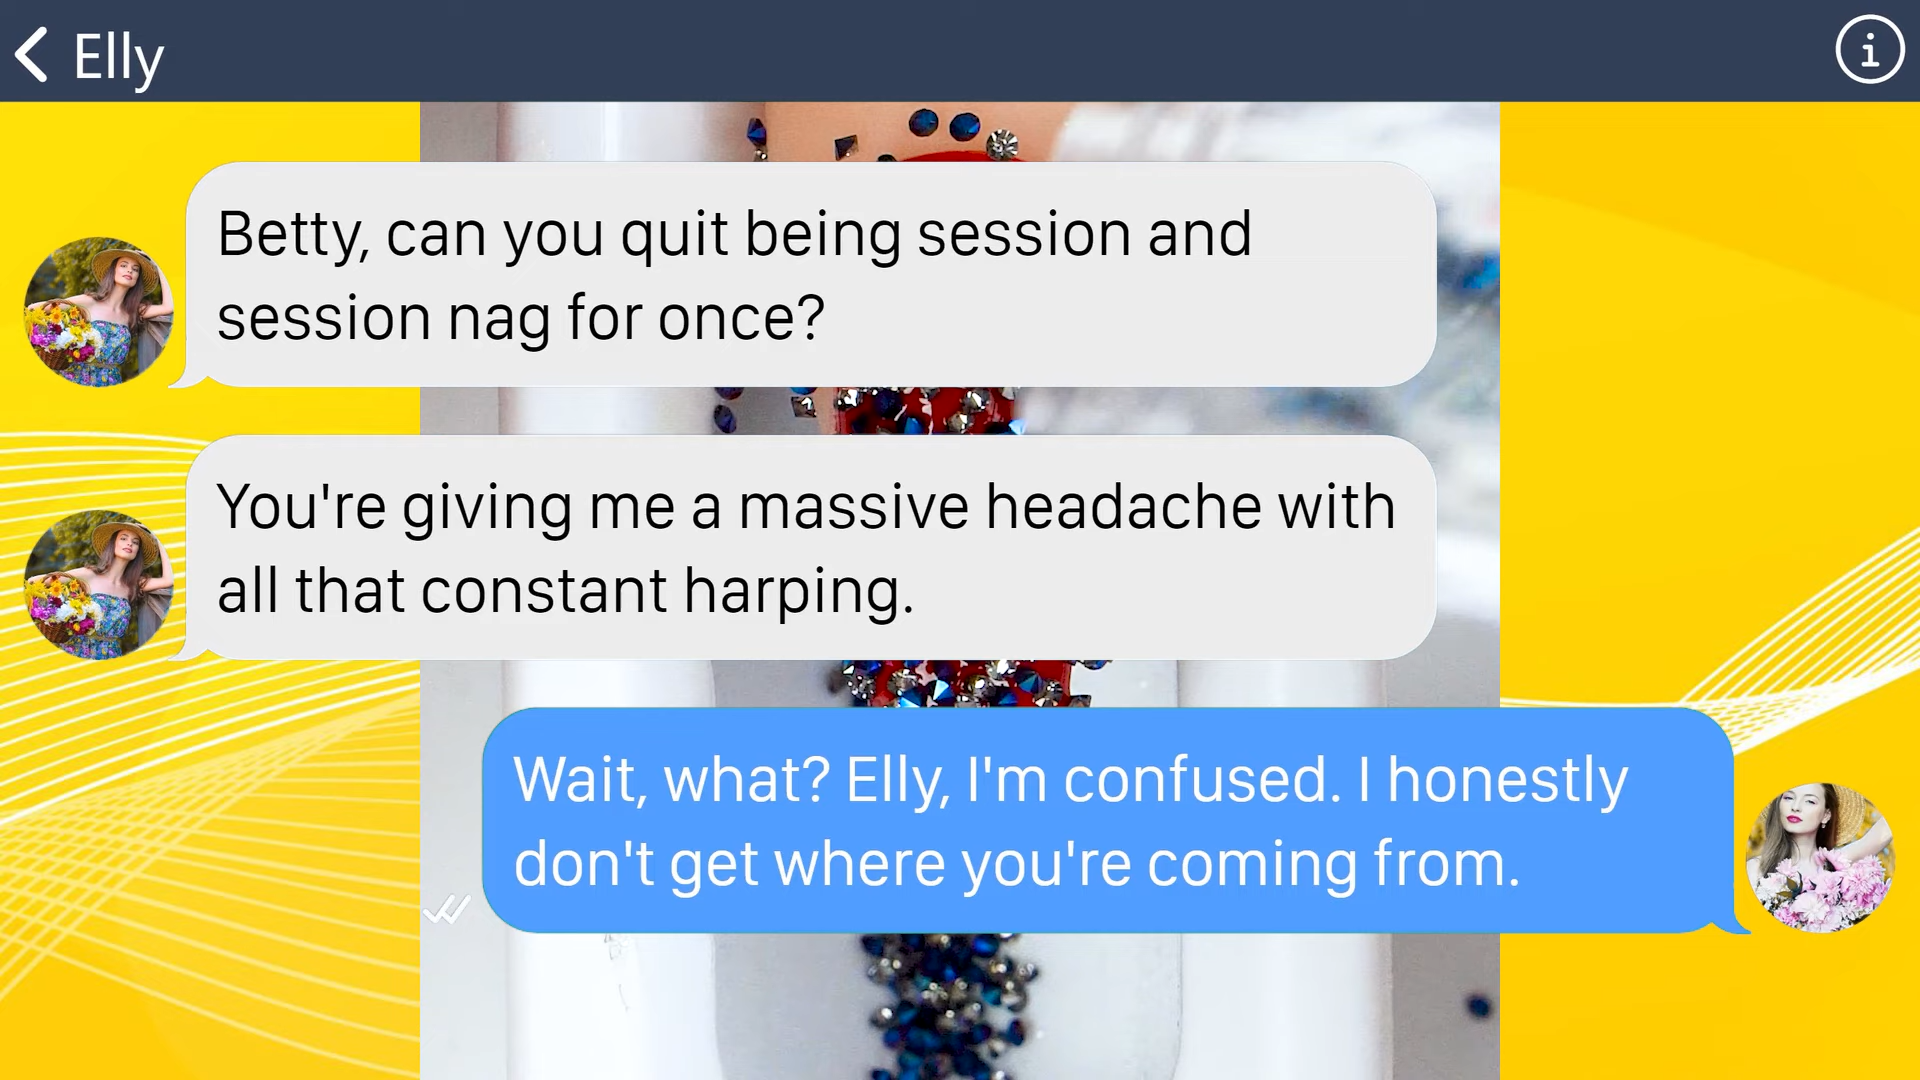 Elly
Betty, can you quit being session and
session nag for once?
You're giving me a massive headache with
all that constant harping.
Wait, what? Elly, I'm confused. I honestly
don't get where you're coming from.